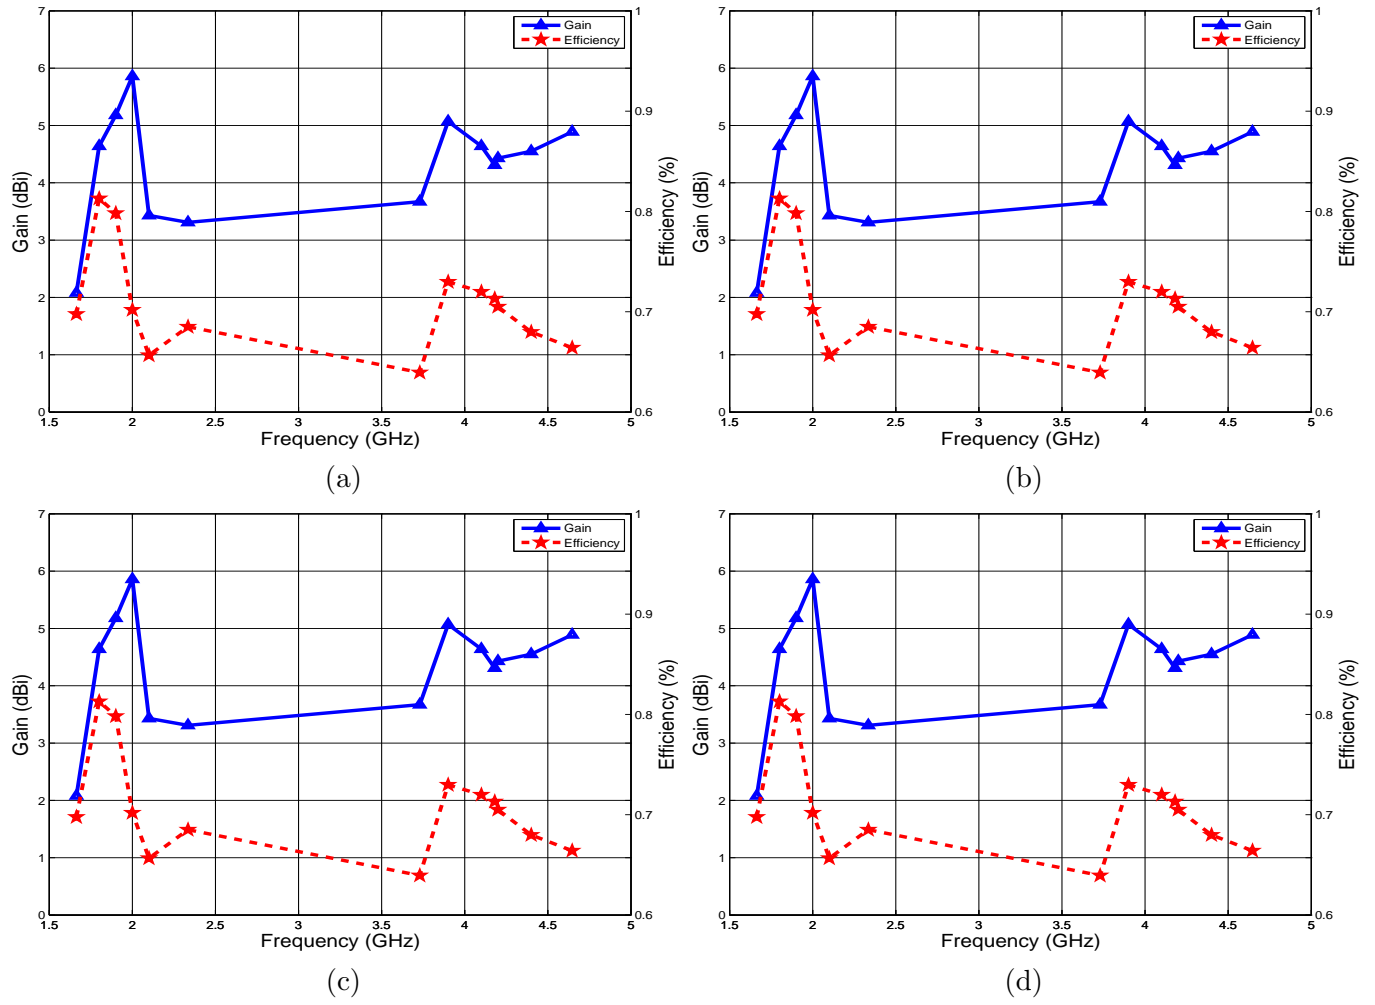 7
6
5
4
3
2
1
0
Gain (dBi)
1
0.9
0.8
0.7
0.6
Efficiency (%)
Gain
Efficiency
1.5 2 2.5 3 3.5 4 4.5 5
Frequency (GHz)
(a)
7
6
5
4
3
2
1
0
Gain (dBi)
1
0.9
0.8
0.7
0.6
Efficiency (%)
Gain
Efficiency
1.5 2 2.5 3 3.5 4 4.5 5
Frequency (GHz)
(b)
7
6
5
4
3
2
1
0
Gain (dBi)
1
0.9
0.8
0.7
0.6
Efficiency (%)
Gain
Efficiency
1.5 2 2.5 3 3.5 4 4.5 5
Frequency (GHz)
(c)
7
6
5
4
3
2
1
0
Gain (dBi)
1
0.9
0.8
0.7
0.6
Efficiency (%)
Gain
Efficiency
1.5 2 2.5 3 3.5 4 4.5 5
Frequency (GHz)
(d)